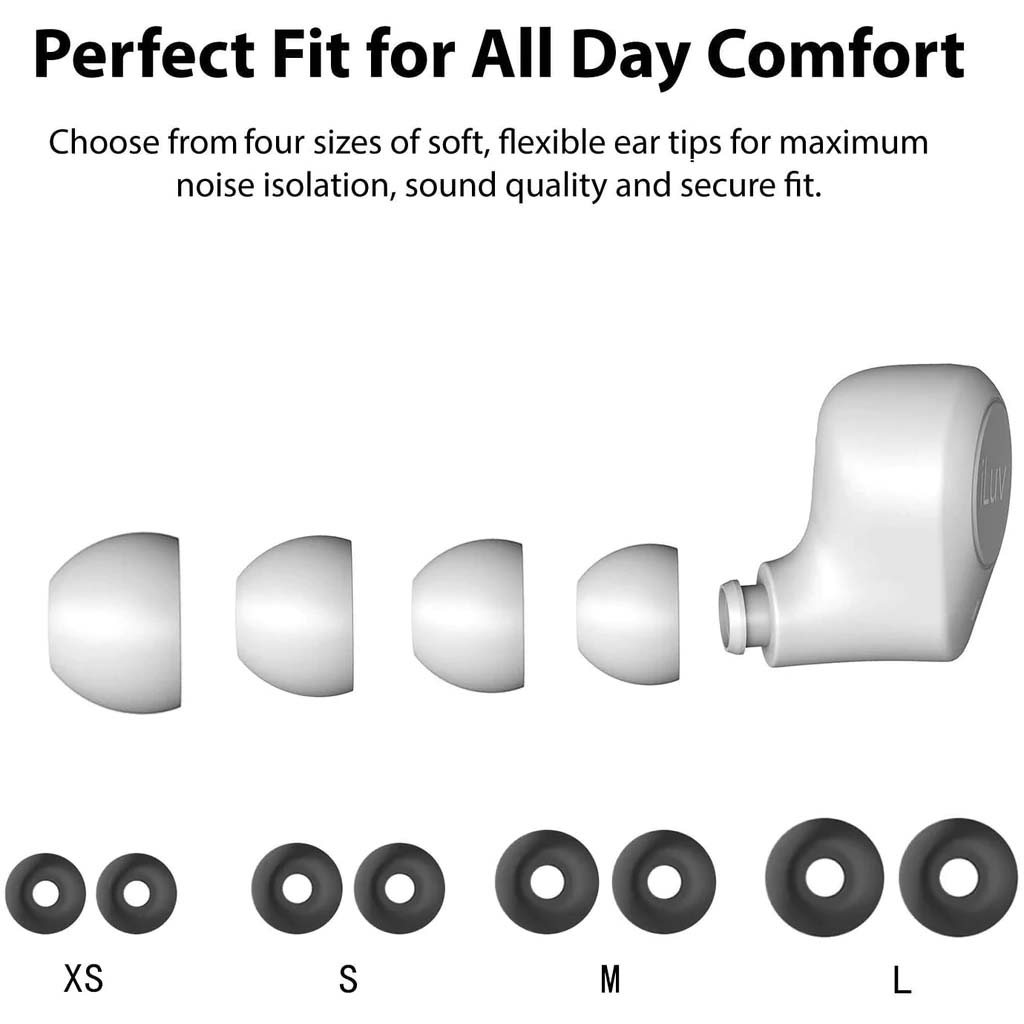 Perfect Fit for All Day Comfort
Choose from four sizes of soft, flexible ear tips for maximum
noise isolation, sound quality and secure fit.
iLuv
XS
S
M
L